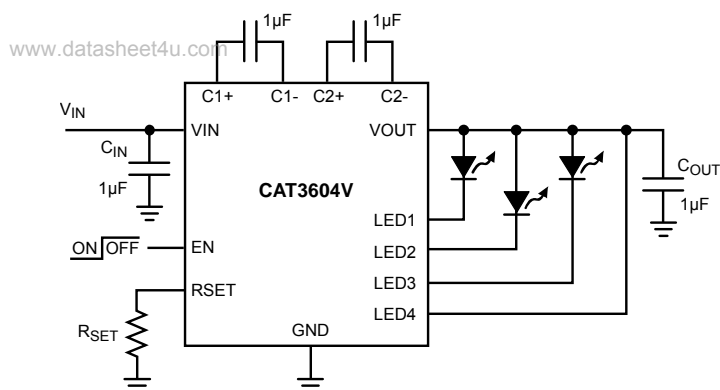 1µF 1µF
www.datasheet4u.com
C1+ C1- C2+ C2-
VIN
VIN VOUT
CIN
1µF
CAT3604V
COUT
1µF
LED1
ON OFF EN LED2
RSET LED3
LED4
RSET
GND